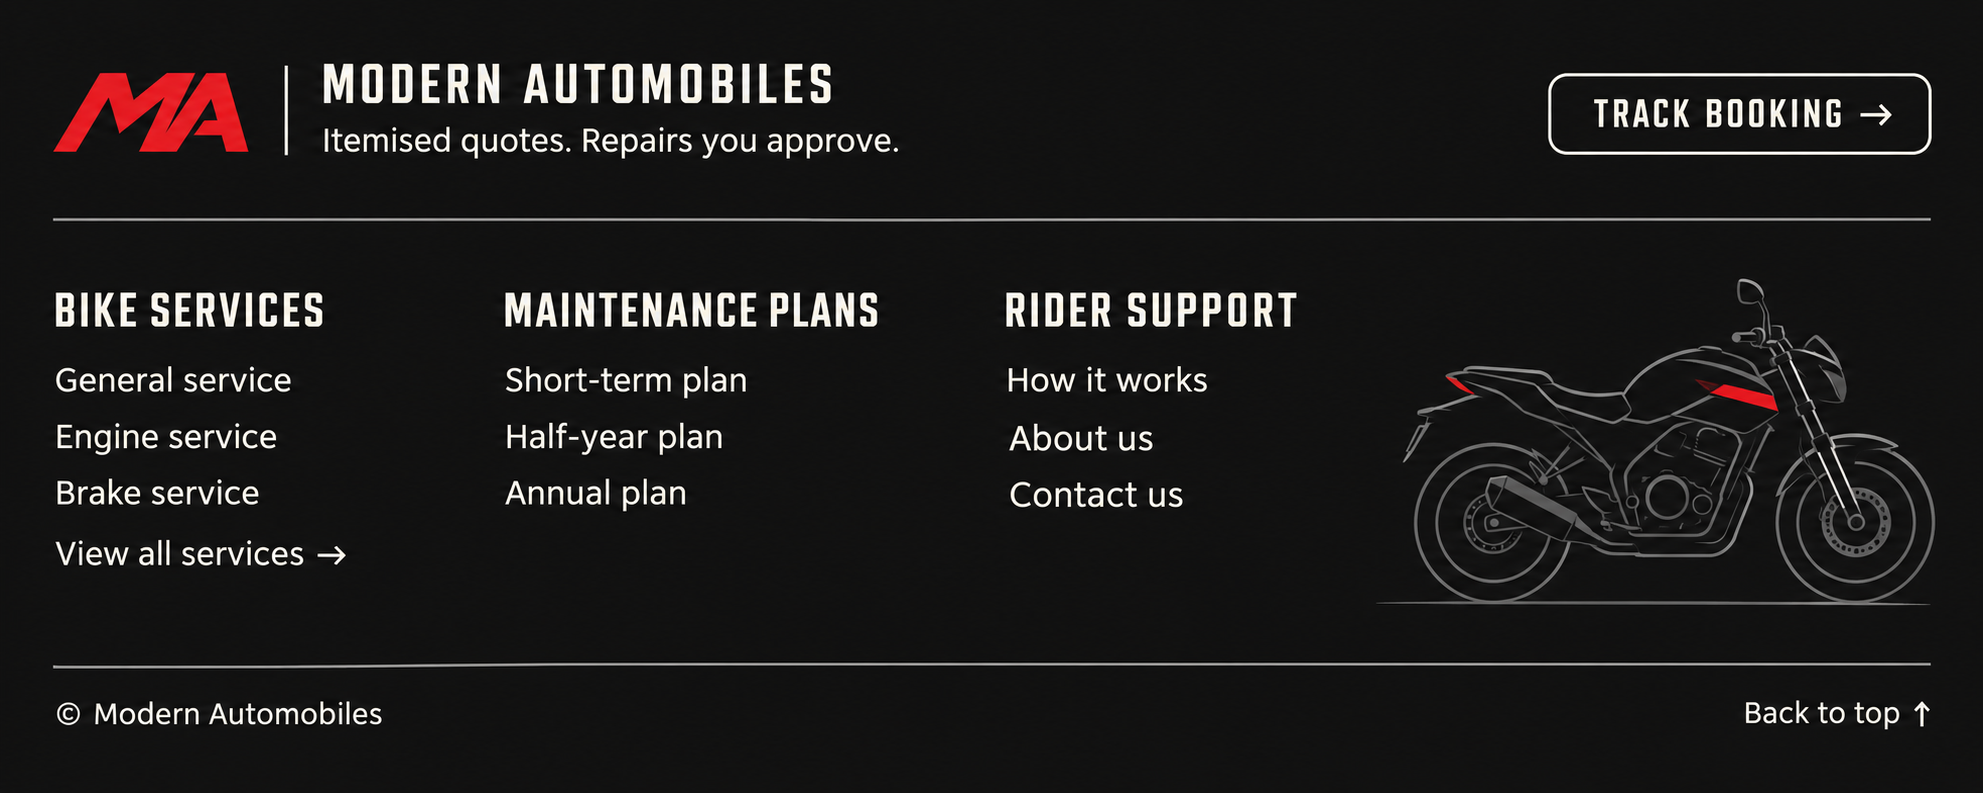 MA
MODERN AUTOMOBILES
Itemised quotes. Repairs you approve.
TRACK BOOKING →
BIKE SERVICES
General service
Engine service
Brake service
View all services →
MAINTENANCE PLANS
Short-term plan
Half-year plan
Annual plan
RIDER SUPPORT
How it works
About us
Contact us
© Modern Automobiles
Back to top ↑